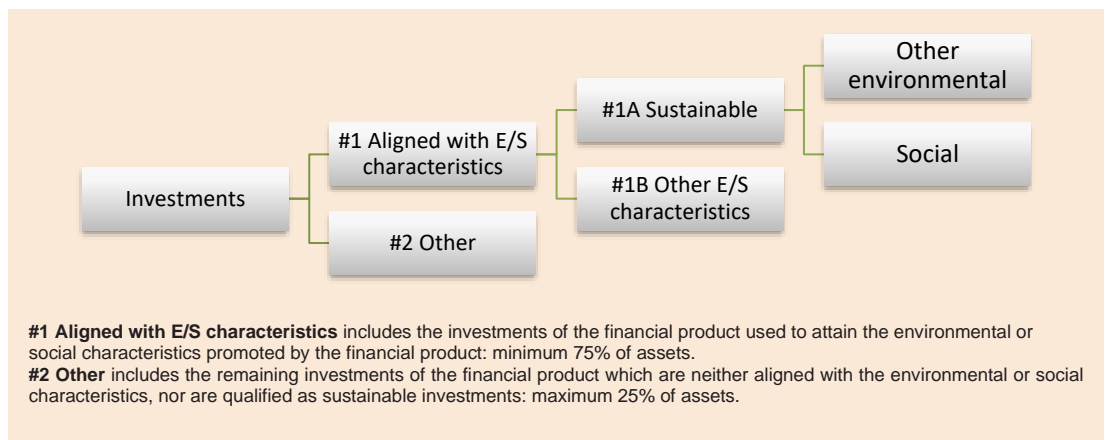 Other
environmental
#1A Sustainable
#1 Aligned with E/S
characteristics
Social
#1B Other E/S
characteristics
Investments
#2 Other
#1 Aligned with E/S characteristics includes the investments of the financial product used to attain the environmental or
social characteristics promoted by the financial product: minimum 75% of assets.
#2 Other includes the remaining investments of the financial product which are neither aligned with the environmental or social
characteristics, nor are qualified as sustainable investments: maximum 25% of assets.